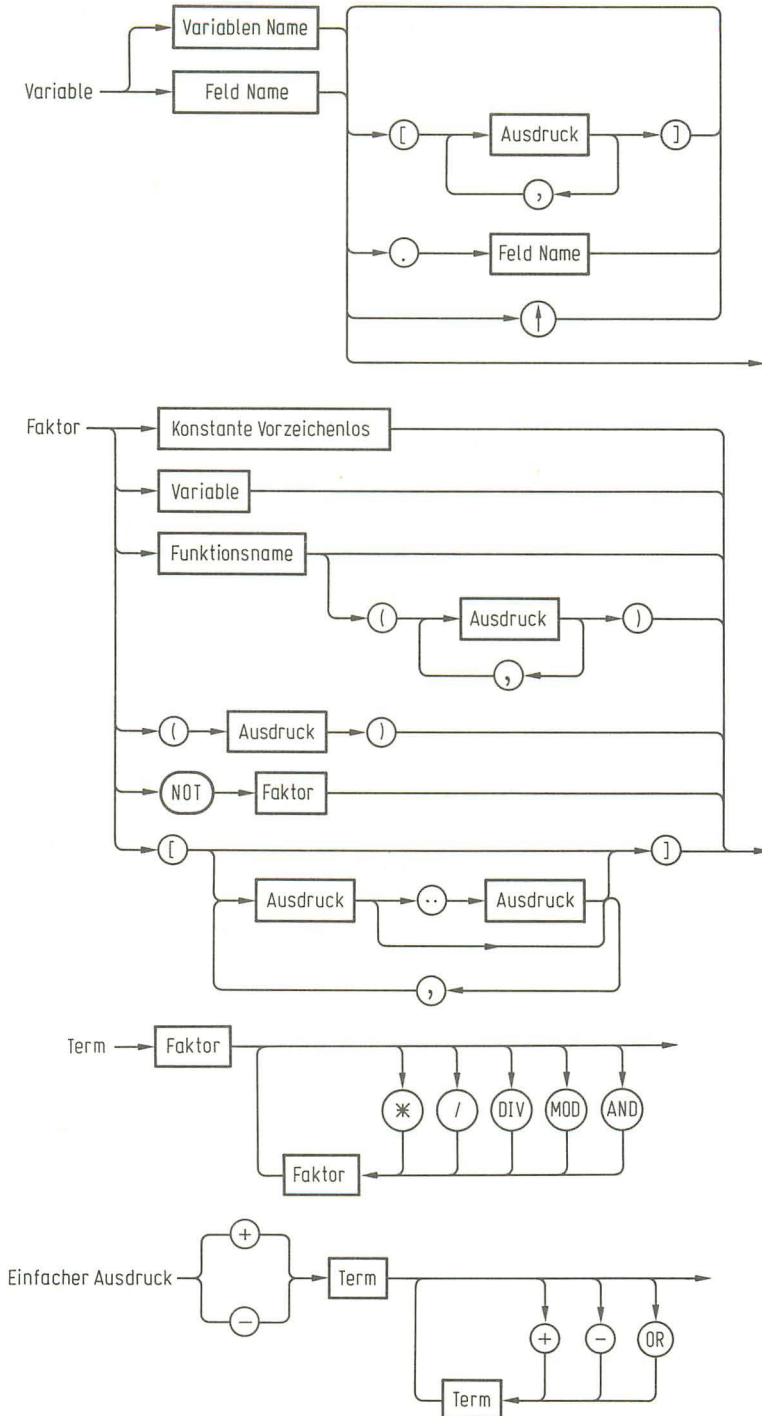 Variablen Name
Variable
Feld Name
[ Ausdruck ]
,
. Feld Name
↑
Faktor
Konstante Vorzeichenlos
Variable
Funktionsname
( Ausdruck )
,
( Ausdruck )
NOT Faktor
[ ]
Ausdruck .. Ausdruck
,
Term Faktor
* / DIV MOD AND
Faktor
+
Einfacher Ausdruck Term
-
+ - OR
Term